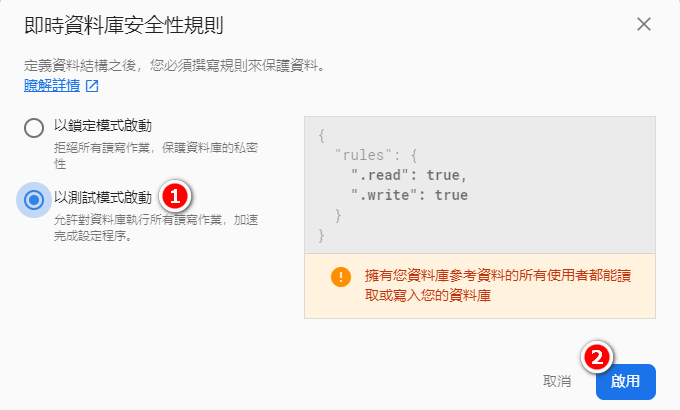 即時資料庫安全性規則
定義資料結構之後，您必須撰寫規則來保護資料。
瞭解詳情
以鎖定模式啟動
拒絕所有讀寫作業，保護資料庫的私密
性
以測試模式啟動 1
允許對資料庫執行所有讀寫作業，加速
完成設定程序。
{
"rules": {
".read": true,
".write": true
}
}
擁有您資料庫參考資料的所有使用者都能讀
取或寫入您的資料庫
2
取消 啟用